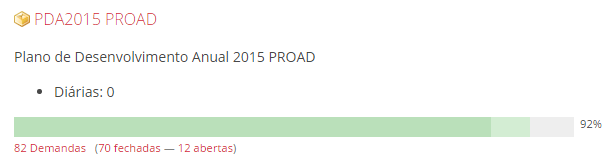 PDA2015 PROAD
Plano de Desenvolvimento Anual 2015 PROAD
• Diárias: 0
92%
82 Demandas (70 fechadas — 12 abertas)